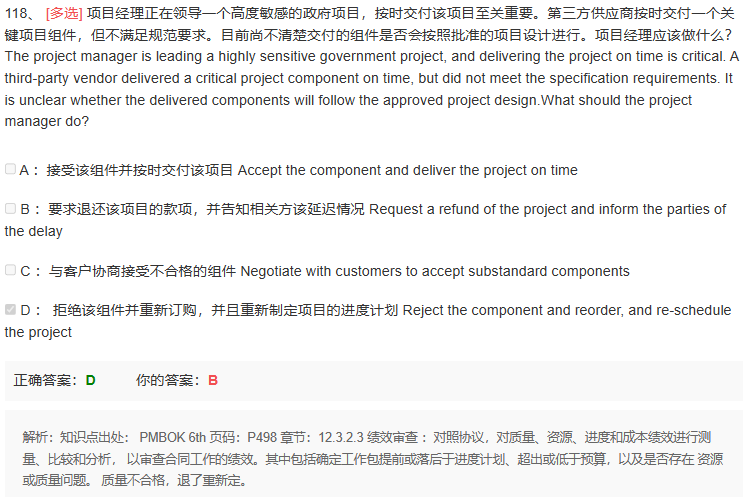 118、 [多选] 项目经理正在领导一个高度敏感的政府项目，按时交付该项目至关重要。第三方供应商按时交付一个关
键项目组件，但不满足规范要求。目前尚不清楚交付的组件是否会按照批准的项目设计进行。项目经理应该做什么？
The project manager is leading a highly sensitive government project, and delivering the project on time is critical. A
third-party vendor delivered a critical project component on time, but did not meet the specification requirements. It
is unclear whether the delivered components will follow the approved project design.What should the project
manager do?
A： 接受该组件并按时交付该项目 Accept the component and deliver the project on time
B： 要求退还该项目的款项，并告知相关方该延迟情况 Request a refund of the project and inform the parties of
the delay
C： 与客户协商接受不合格的组件 Negotiate with customers to accept substandard components
D： 拒绝该组件并重新订购，并且重新制定项目的进度计划 Reject the component and reorder, and re-schedule
the project
正确答案：D 你的答案：B
解析：知识点出处： PMBOK 6th 页码：P498 章节：12.3.2.3 绩效审查 ：对照协议，对质量、资源、进度和成本绩效进行测
量、比较和分析， 以审查合同工作的绩效。其中包括确定工作包提前或落后于进度计划、超出或低于预算，以及是否存在 资源
或质量问题。 质量不合格，退了重新定。